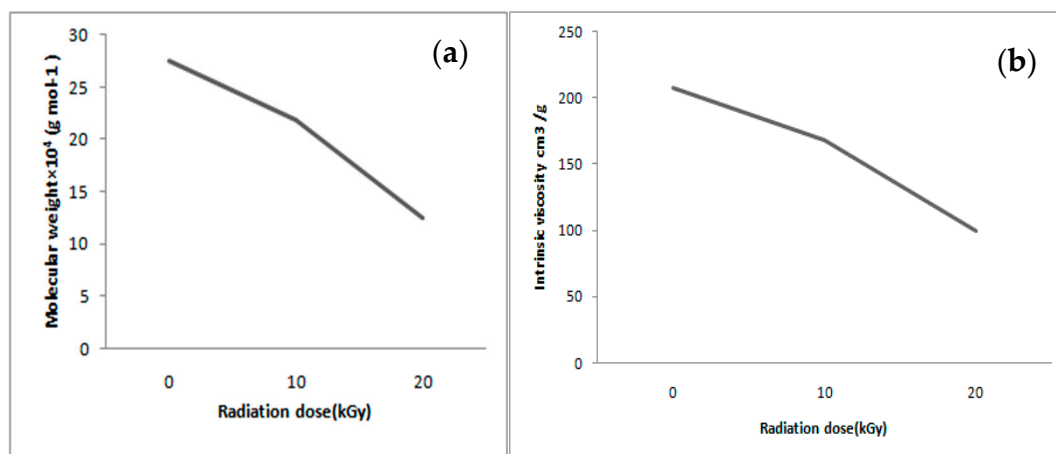 (a)
Molecular weight×10⁴ (g mol-1 )
30
25
20
15
10
5
0
0 10 20
Radiation dose(kGy)
(b)
Intrinsic viscosity cm3 /g
250
200
150
100
50
0
0 10 20
Radiation dose(kGy)